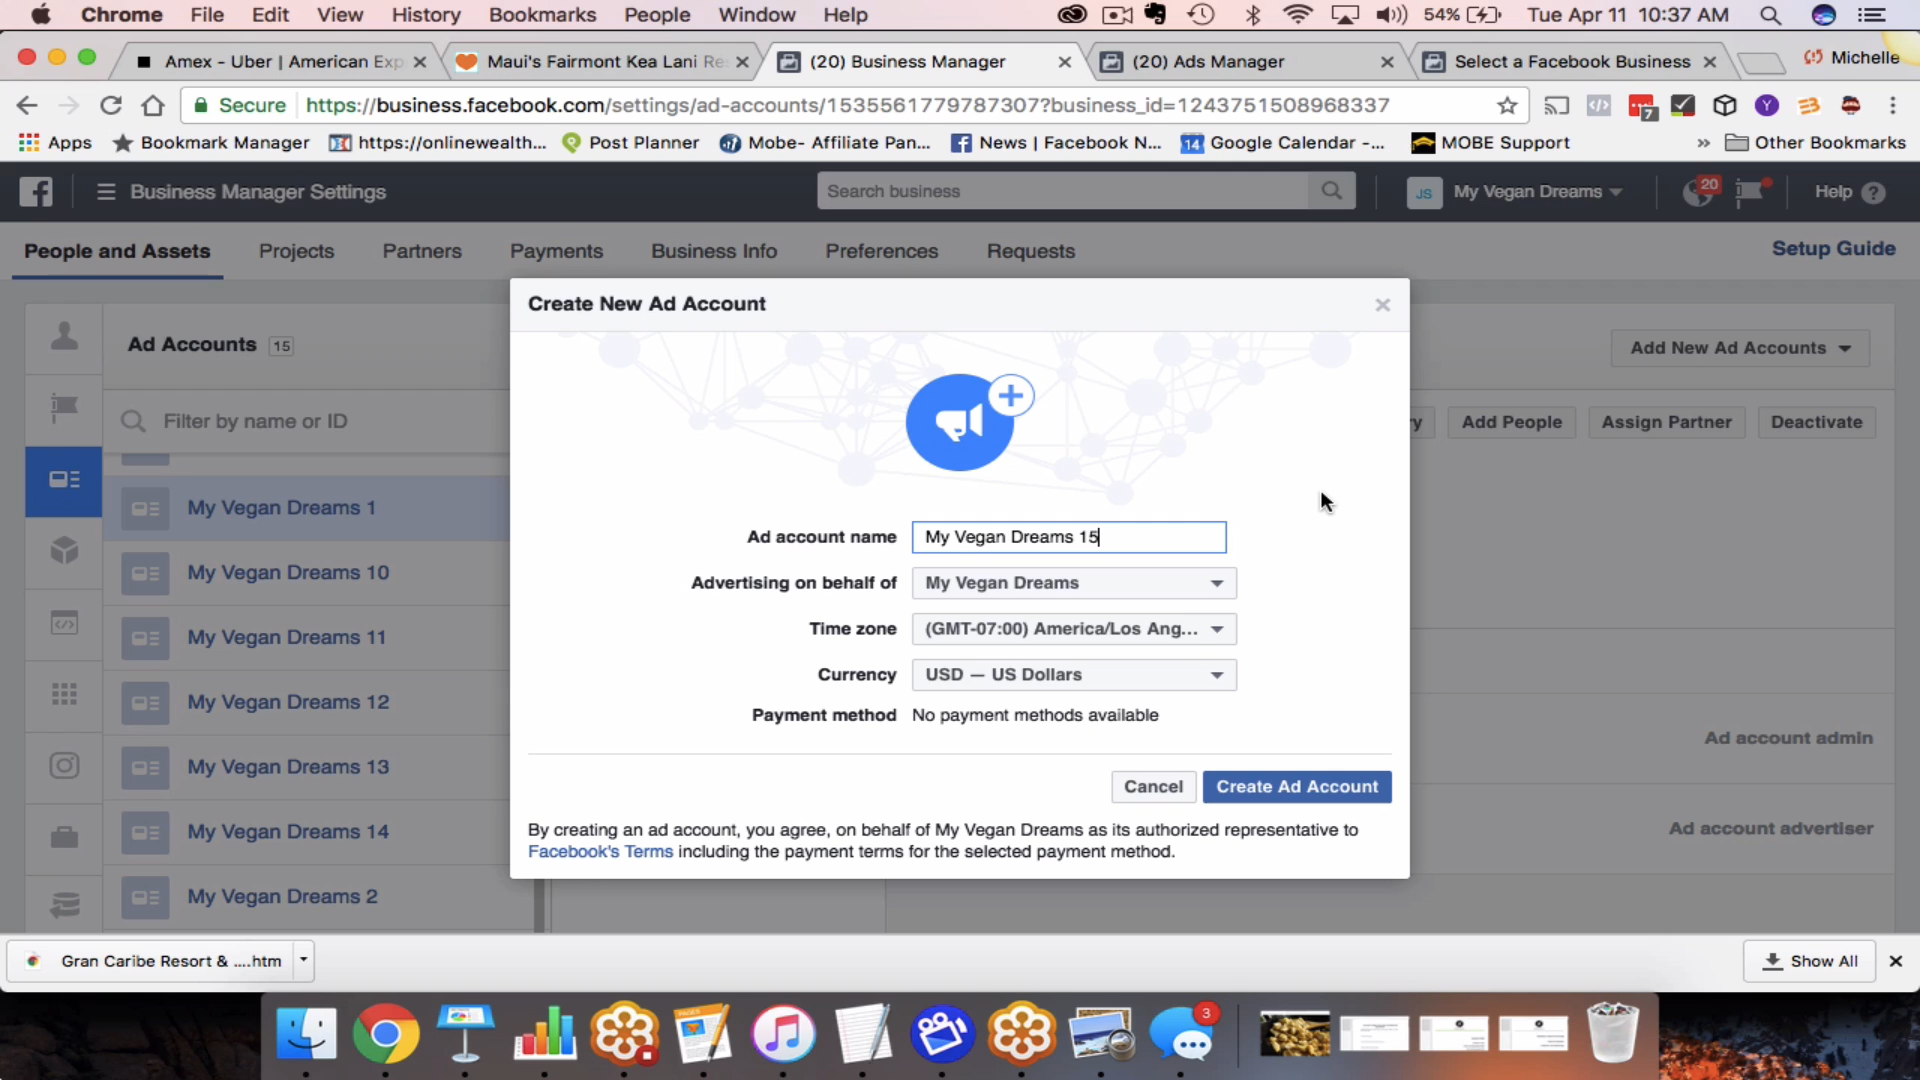 Chrome File Edit View History Bookmarks People Window Help 54% Tue Apr 11 10:37 AM
Amex - Uber | American Exp
Maui's Fairmont Kea Lani Re
(20) Business Manager
(20) Ads Manager
Select a Facebook Business
Michelle
Secure https://business.facebook.com/settings/ad-accounts/1535561779787307?business_id=1243751508968337
7
Apps Bookmark Manager https://onlinewealth... Post Planner Mobe- Affiliate Pan... News | Facebook N... 14 Google Calendar -... MOBE Support » Other Bookmarks
Business Manager Settings Search business JS My Vegan Dreams 20 Help ?
People and Assets Projects Partners Payments Business Info Preferences Requests Setup Guide
Create New Ad Account
Ad Accounts 15
Add New Ad Accounts
Filter by name or ID
ry Add People Assign Partner Deactivate
My Vegan Dreams 1
My Vegan Dreams 10
My Vegan Dreams 11
My Vegan Dreams 12
My Vegan Dreams 13
My Vegan Dreams 14
My Vegan Dreams 2
Ad account name My Vegan Dreams 15
Advertising on behalf of My Vegan Dreams
Time zone (GMT-07:00) America/Los Ang...
Currency USD — US Dollars
Payment method No payment methods available
Cancel Create Ad Account
By creating an ad account, you agree, on behalf of My Vegan Dreams as its authorized representative to
Facebook's Terms including the payment terms for the selected payment method.
Ad account admin
Ad account advertiser
Gran Caribe Resort & ....htm
Show All
PAGES
3